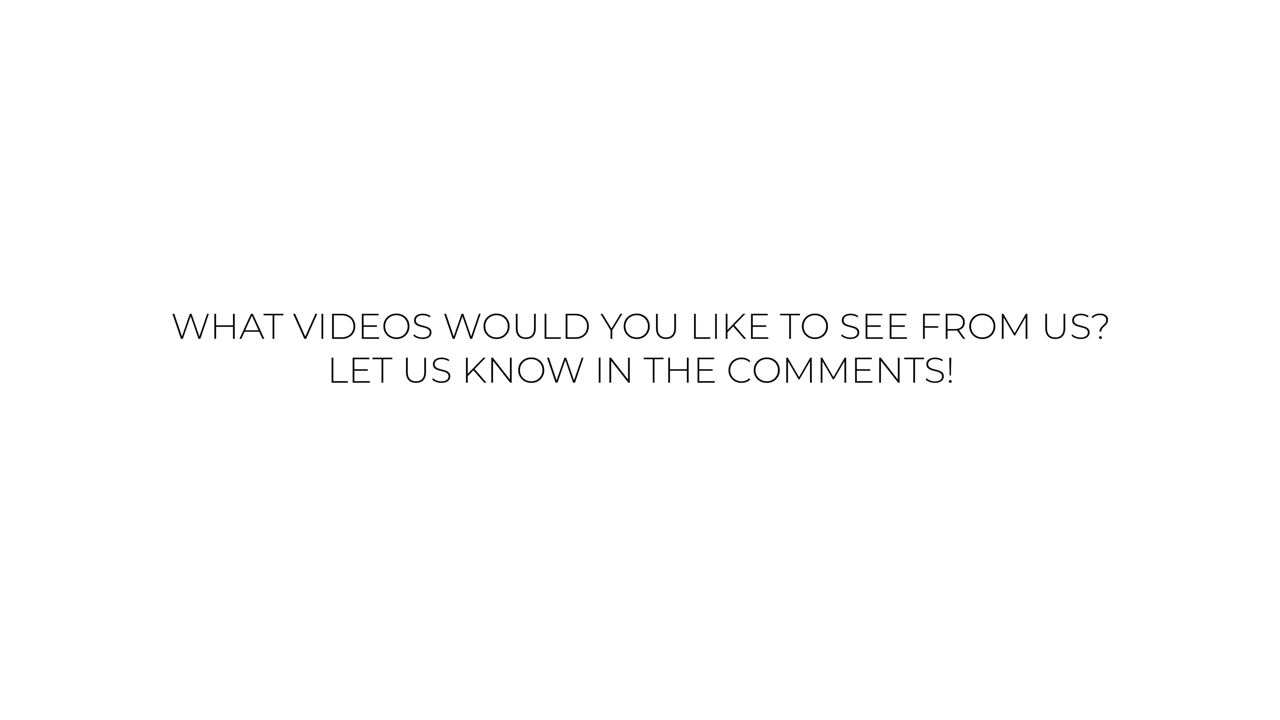 WHAT VIDEOS WOULD YOU LIKE TO SEE FROM US?
LET US KNOW IN THE COMMENTS!